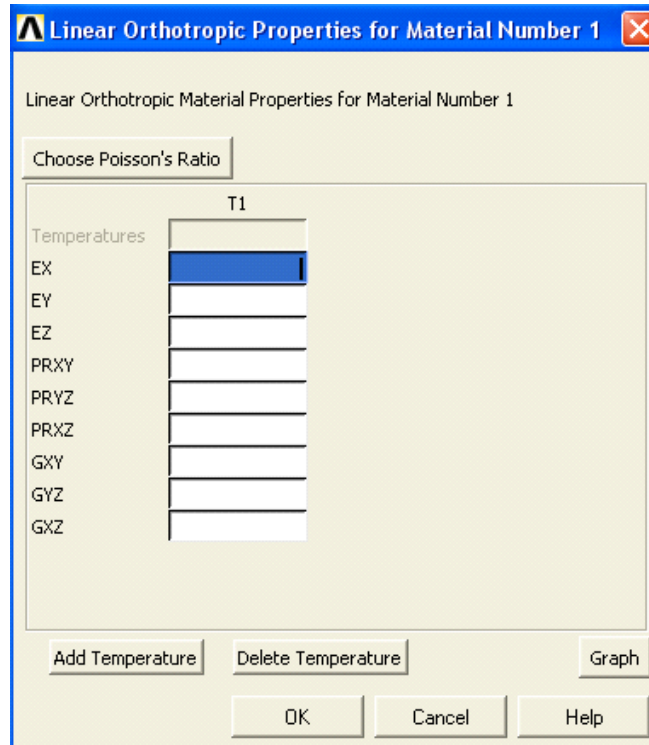 Linear Orthotropic Properties for Material Number 1
Linear Orthotropic Material Properties for Material Number 1
Choose Poisson's Ratio
T1
Temperatures
EX
EY
EZ
PRXY
PRYZ
PRXZ
GXY
GYZ
GXZ
Add Temperature Delete Temperature Graph
OK Cancel Help